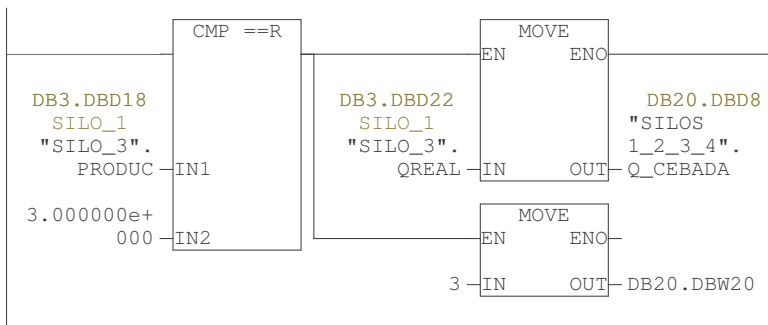 CMP ==R
MOVE
EN ENO
DB3.DBD18
SILO_1
"SILO_3".
PRODUC IN1
DB3.DBD22
SILO_1
"SILO_3".
QREAL IN
DB20.DBD8
"SILOS
1_2_3_4".
OUT Q_CEBADA
3.000000e+
000 IN2
MOVE
EN ENO
3 IN OUT DB20.DBW20